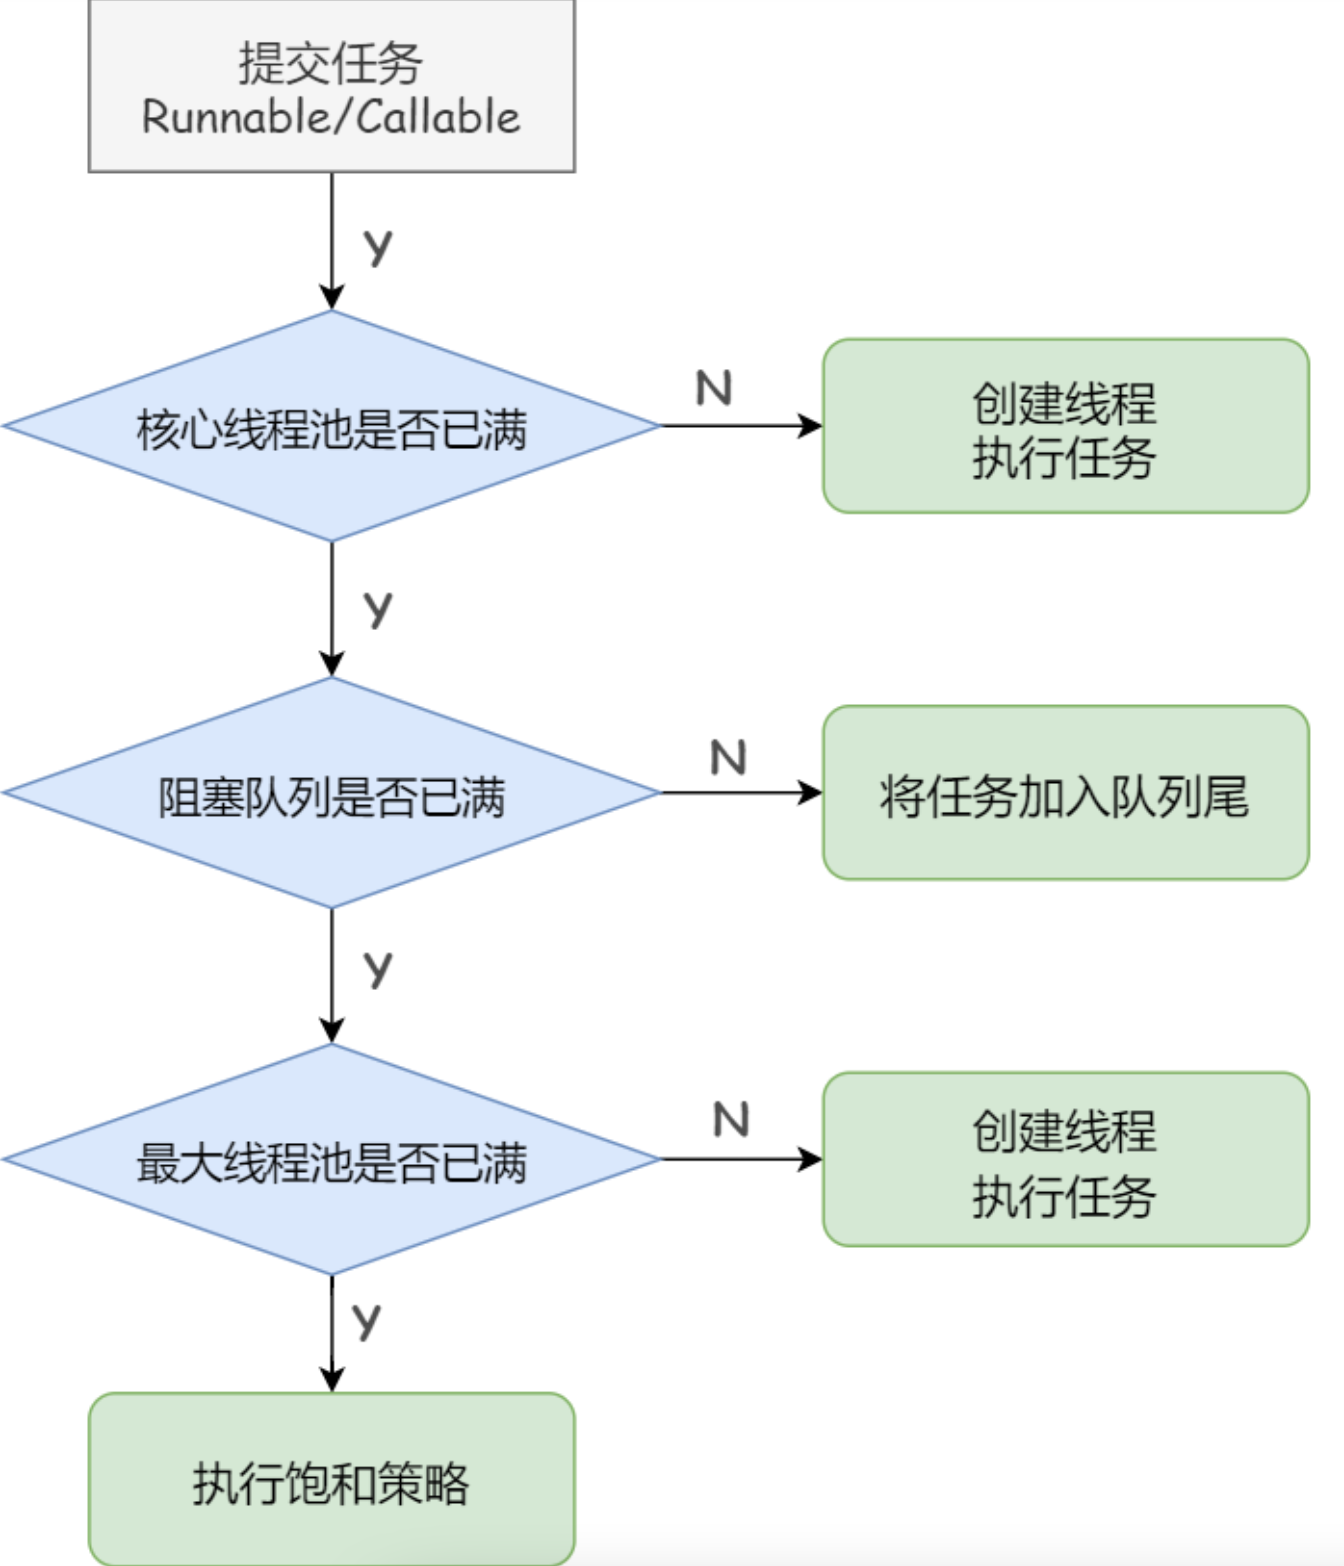 提交任务
Runnable/Callable
Y
核心线程池是否已满
N
创建线程
执行任务
Y
阻塞队列是否已满
N
将任务加入队列尾
Y
最大线程池是否已满
N
创建线程
执行任务
Y
执行饱和策略